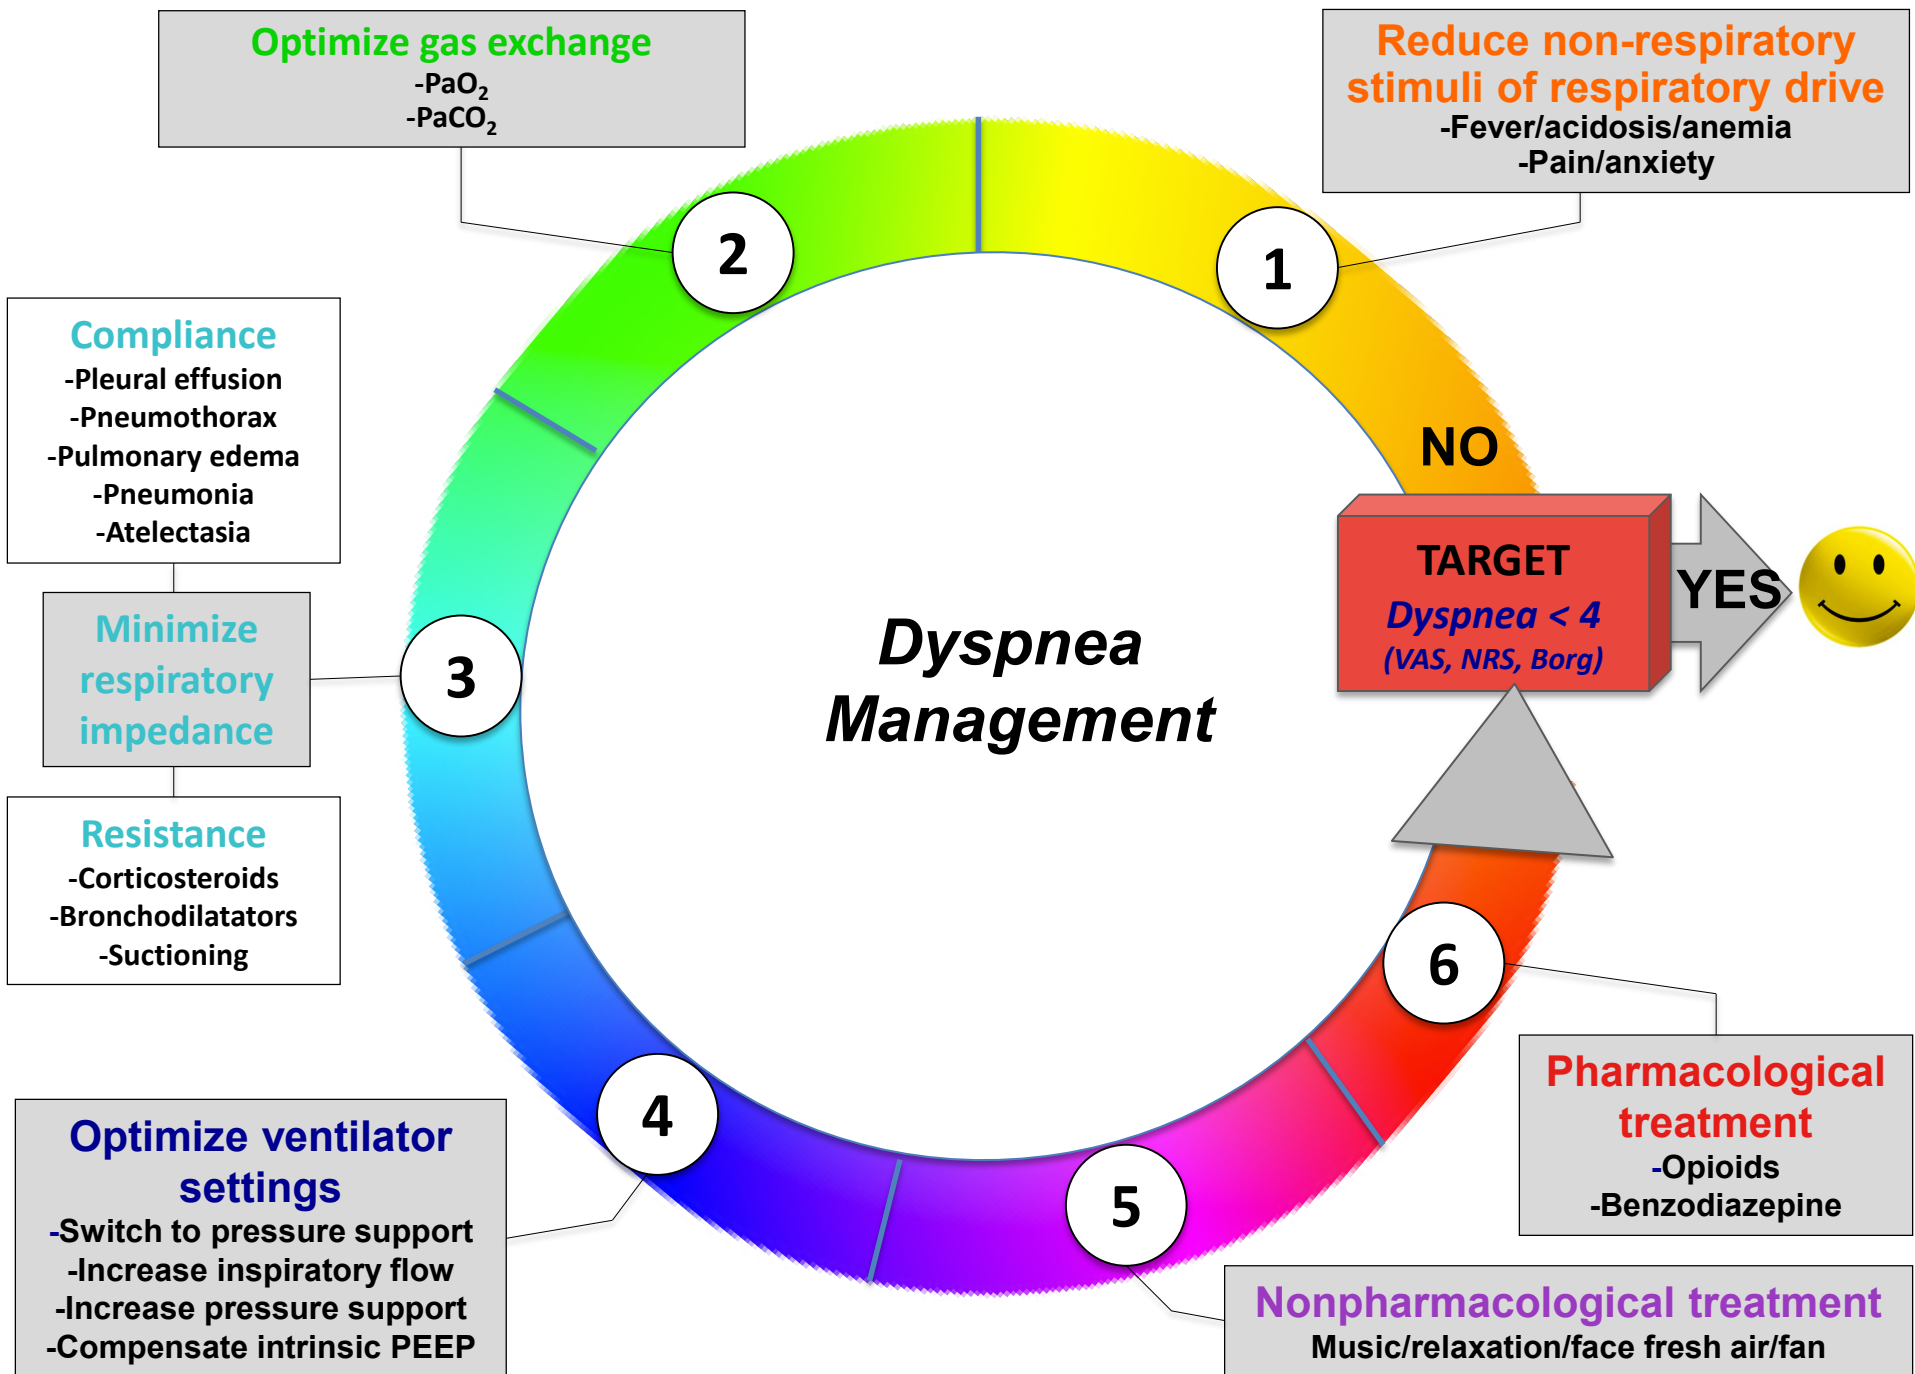 Optimize gas exchange
-PaO₂
-PaCO₂
Reduce non-respiratory
stimuli of respiratory drive
-Fever/acidosis/anemia
-Pain/anxiety
2
1
Compliance
-Pleural effusion
-Pneumothorax
-Pulmonary edema
-Pneumonia
-Atelectasia
Minimize
respiratory
impedance
3
Resistance
-Corticosteroids
-Bronchodilatators
-Suctioning
Dyspnea
Management
NO
TARGET
Dyspnea < 4
(VAS, NRS, Borg)
YES
4
Optimize ventilator
settings
-Switch to pressure support
-Increase inspiratory flow
-Increase pressure support
-Compensate intrinsic PEEP
5
Nonpharmacological treatment
Music/relaxation/face fresh air/fan
6
Pharmacological
treatment
-Opioids
-Benzodiazepine